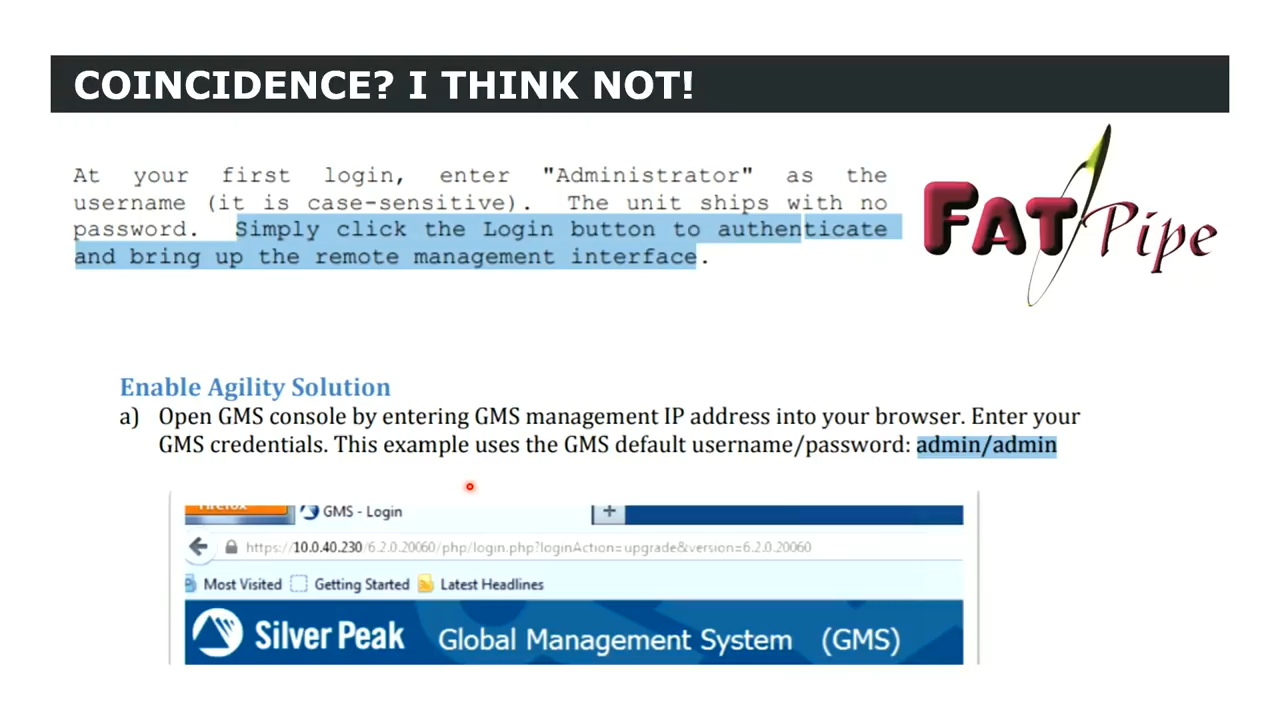 COINCIDENCE? I THINK NOT!
At your first login, enter "Administrator" as the
username (it is case-sensitive). The unit ships with no
password. Simply click the Login button to authenticate
and bring up the remote management interface.
FATPipe
Enable Agility Solution
a) Open GMS console by entering GMS management IP address into your browser. Enter your
GMS credentials. This example uses the GMS default username/password: admin/admin
Firefox
GMS - Login
+
https://10.0.40.230/6.2.0.20060/php/login.php?loginAction=upgrade&version=6.2.0.20060
Most Visited Getting Started Latest Headlines
Silver Peak Global Management System (GMS)